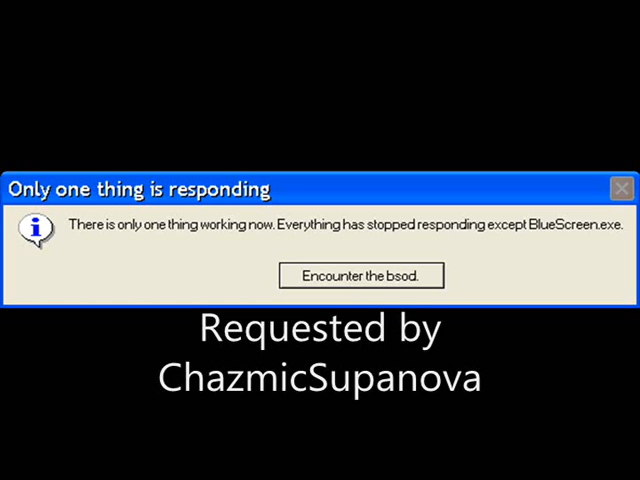 Only one thing is responding
There is only one thing working now. Everything has stopped responding except BlueScreen.exe.
Encounter the bsod.
Requested by
ChazmicSupanova